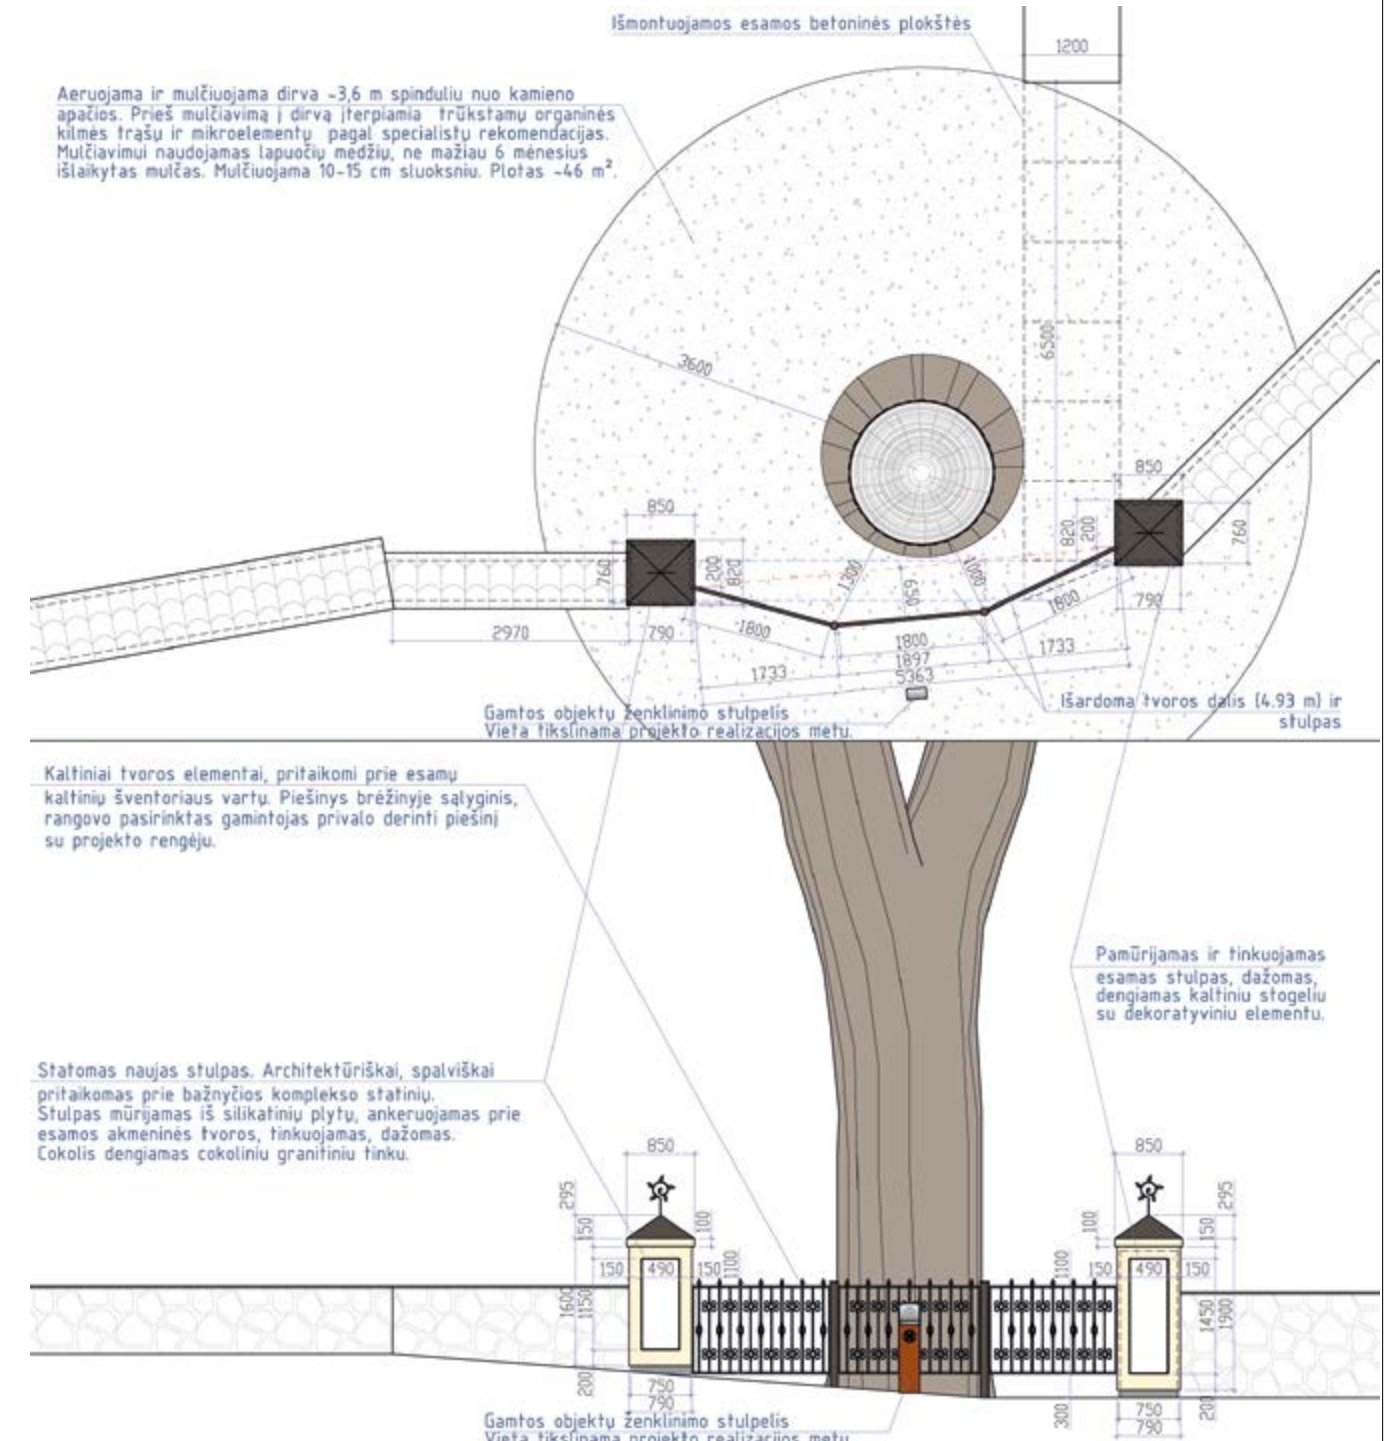 Išmontuojamos esamos betoninės plokštės
1200
Aeruojama ir mulčiuojama dirva ~3,6 m spinduliu nuo kamieno
apačios. Prieš mulčiavimą į dirvą įterpiamia trūkstamų organinės
kilmės trąšų ir mikroelementų pagal specialistų rekomendacijas.
Mulčiavimui naudojamas lapuočių medžių, ne mažiau 6 mėnesius
išlaikytas mulčas. Mulčiuojama 10-15 cm sluoksniu. Plotas ~46 m².
3600
6500
850
850
760
200
820
820
200
760
1300
650
1000
2970
790
1800
1800
1800
790
1733
1897
1733
5363
Išardoma tvoros dalis (4.93 m) ir
stulpas
Gamtos objektų ženklinimo stulpelis
Vieta tikslinama projekto realizacijos metu.
Kaltiniai tvoros elementai, pritaikomi prie esamų
kaltinių šventoriaus vartų. Piešinys brėžinyje sąlyginis,
rangovo pasirinktas gamintojas privalo derinti piešinį
su projekto rengėju.
Pamūrijamas ir tinkuojamas
esamas stulpas, dažomas,
dengiamas kaltiniu stogeliu
su dekoratyviniu elementu.
Statomas naujas stulpas. Architektūriškai, spalviškai
pritaikomas prie bažnyčios komplekso statinių.
Stulpas mūrijamas iš silikatinių plytų, ankeruojamas prie
esamos akmeninės tvoros, tinkuojamas, dažomas.
Cokolis dengiamas cokoliniu granitiniu tinku.
850
850
295
150
100
100
150
295
150
490
150
1100
1100
150
490
150
1600
1150
1450
1900
200
750
790
300
750
790
200
Gamtos objektų ženklinimo stulpelis
Vieta tikslinama projekto realizacijos metu.